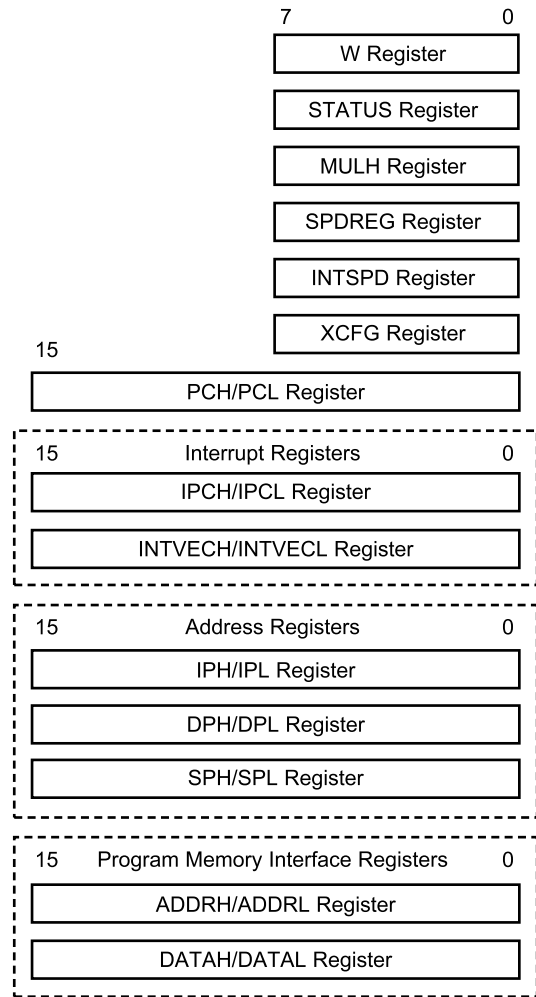 7 0
W Register
STATUS Register
MULH Register
SPDREG Register
INTSPD Register
XCFG Register
15
PCH/PCL Register
15 Interrupt Registers 0
IPCH/IPCL Register
INTVECH/INTVECL Register
15 Address Registers 0
IPH/IPL Register
DPH/DPL Register
SPH/SPL Register
15 Program Memory Interface Registers 0
ADDRH/ADDRL Register
DATAH/DATAL Register